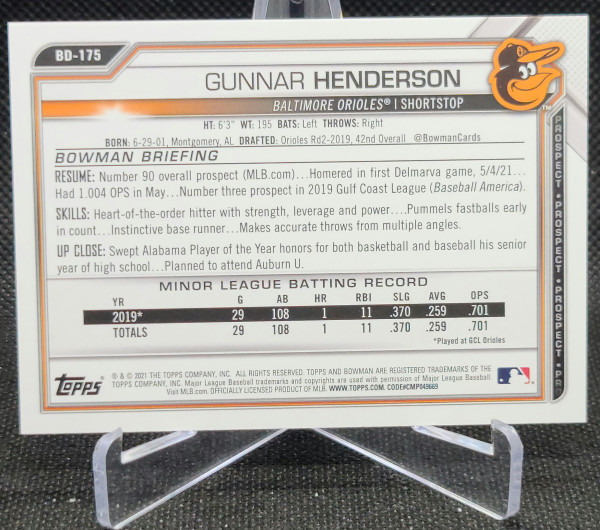 BD-175
GUNNAR HENDERSON
BALTIMORE ORIOLES® | SHORTSTOP
HT: 6'3" WT: 195 BATS: Left THROWS: Right
BORN: 6-29-01, Montgomery, AL DRAFTED: Orioles Rd2-2019, 42nd Overall @BowmanCards
BOWMAN BRIEFING
RESUME: Number 90 overall prospect (MLB.com)...Homered in first Delmarva game, 5/4/21...
Had 1.004 OPS in May...Number three prospect in 2019 Gulf Coast League (Baseball America).
SKILLS: Heart-of-the-order hitter with strength, leverage and power....Pummels fastballs early
in count...Instinctive base runner...Makes accurate throws from multiple angles.
UP CLOSE: Swept Alabama Player of the Year honors for both basketball and baseball his senior
year of high school...Planned to attend Auburn U.
MINOR LEAGUE BATTING RECORD
YR G AB HR RBI SLG AVG OPS
2019* 29 108 1 11 .370 .259 .701
TOTALS 29 108 1 11 .370 .259 .701
*Played at GCL Orioles
PROSPECT • PROSPECT • PROSPECT • PROSPECT • PR
Topps
® & © 2021 THE TOPPS COMPANY, INC. ALL RIGHTS RESERVED. TOPPS AND BOWMAN ARE REGISTERED TRADEMARKS OF THE
TOPPS COMPANY, INC. Major League Baseball trademarks and copyrights are used with permission of Major League Baseball.
Visit MLB.com. OFFICIALLY LICENSED PRODUCT OF MLB. WWW.TOPPS.COM. CODE#CMP049669